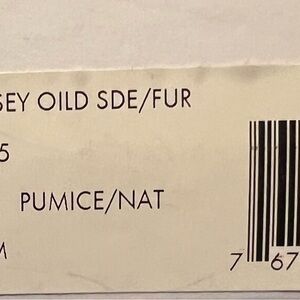 SEY OILD SDE/FUR
5
PUMICE/NAT
M
7 67